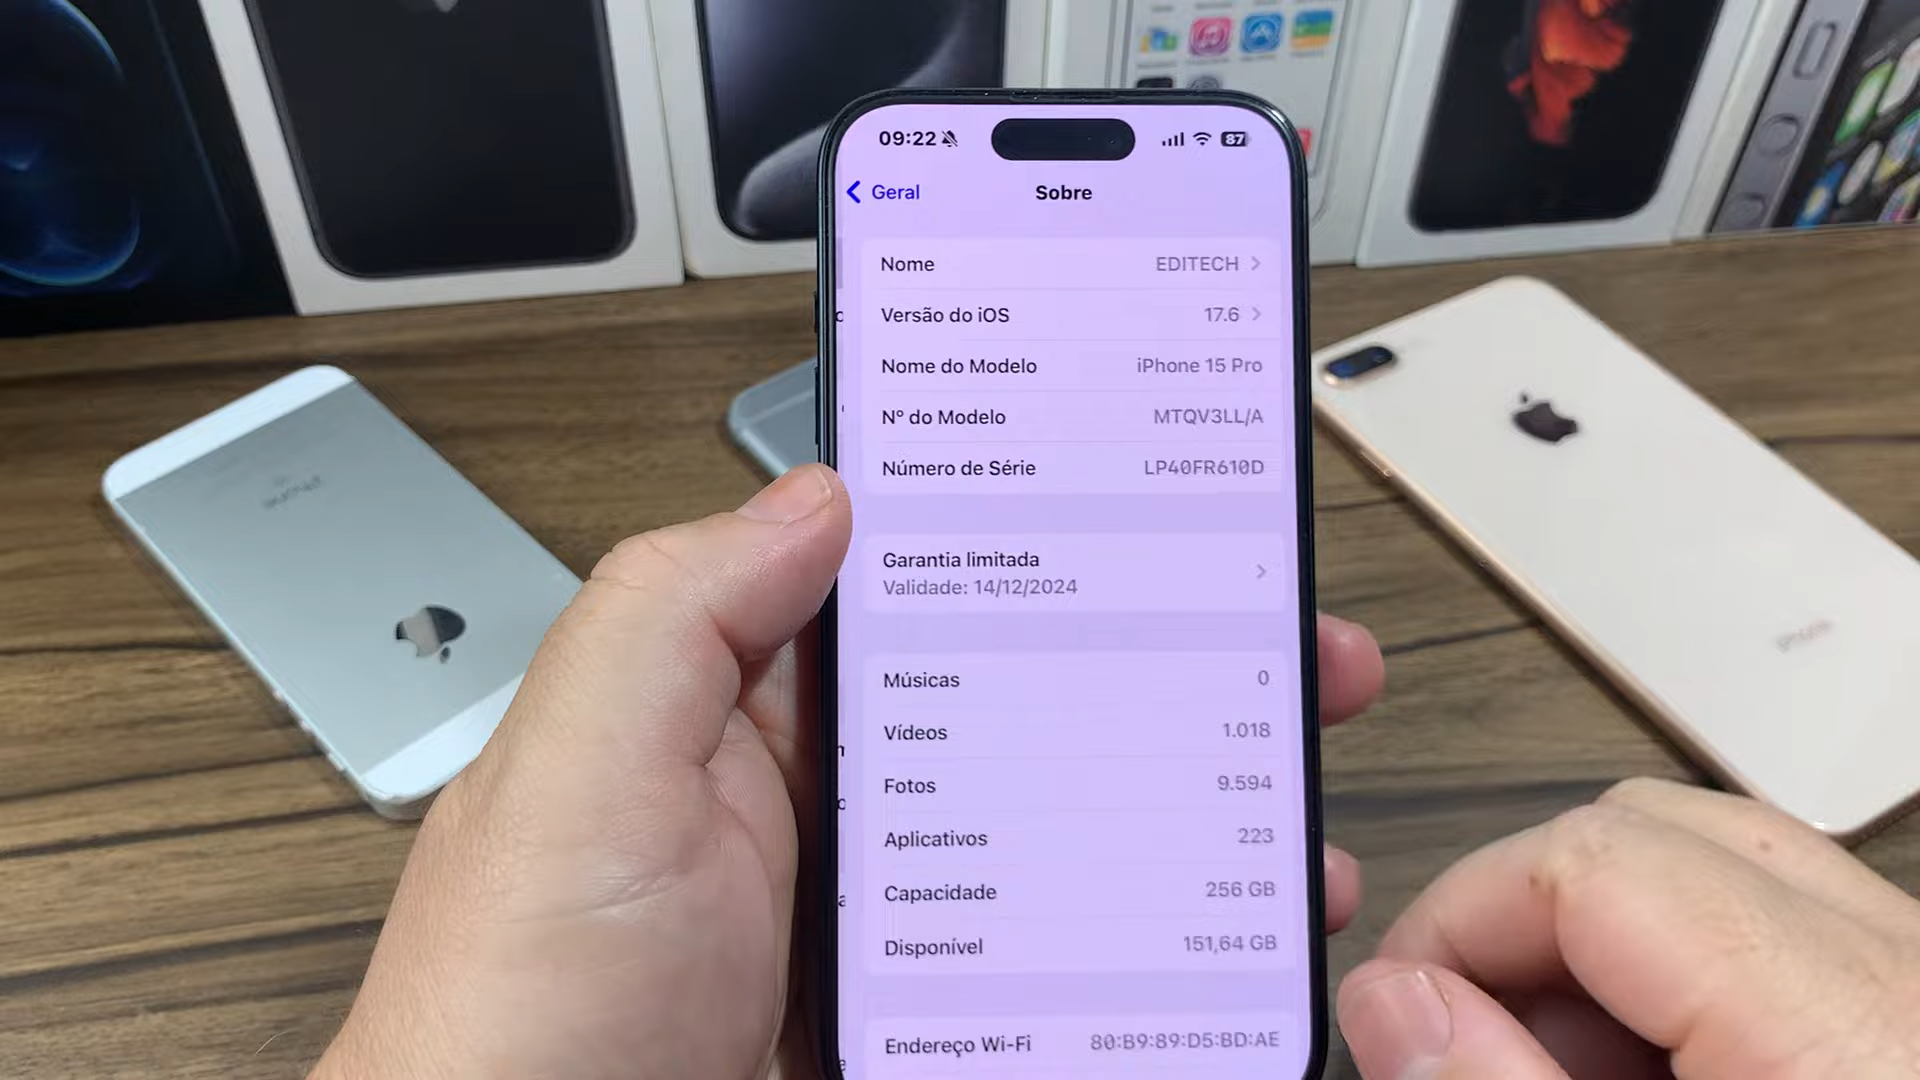 09:22
87
Geral
Sobre
Nome EDITECH
Versão do iOS 17.6
Nome do Modelo iPhone 15 Pro
Nº do Modelo MTQV3LL/A
Número de Série LP40FR610D
Garantia limitada
Validade: 14/12/2024
Músicas 0
Vídeos 1.018
Fotos 9.594
Aplicativos 223
Capacidade 256 GB
Disponível 151,64 GB
Endereço Wi-Fi 80:B9:89:D5:BD:AE
iPhone
iPhone